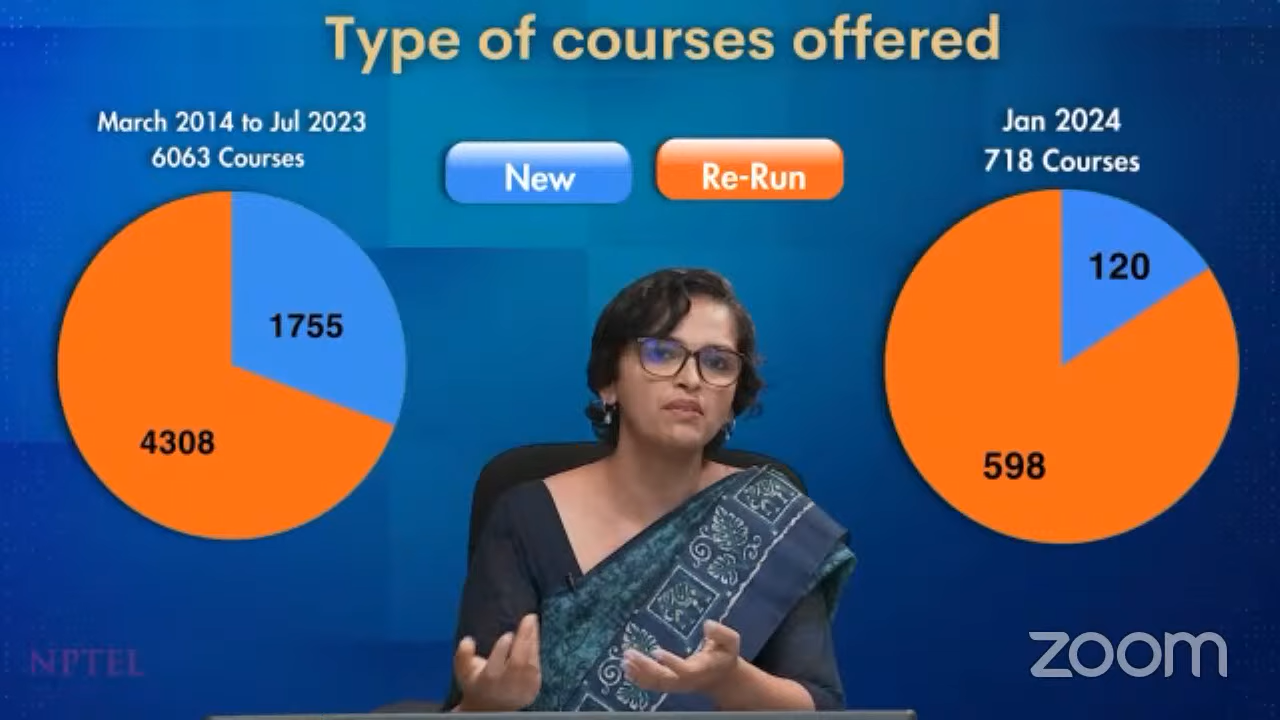 Type of courses offered
March 2014 to Jul 2023
6063 Courses
New
Re-Run
Jan 2024
718 Courses
1755
4308
120
598
NPTEL
zoom